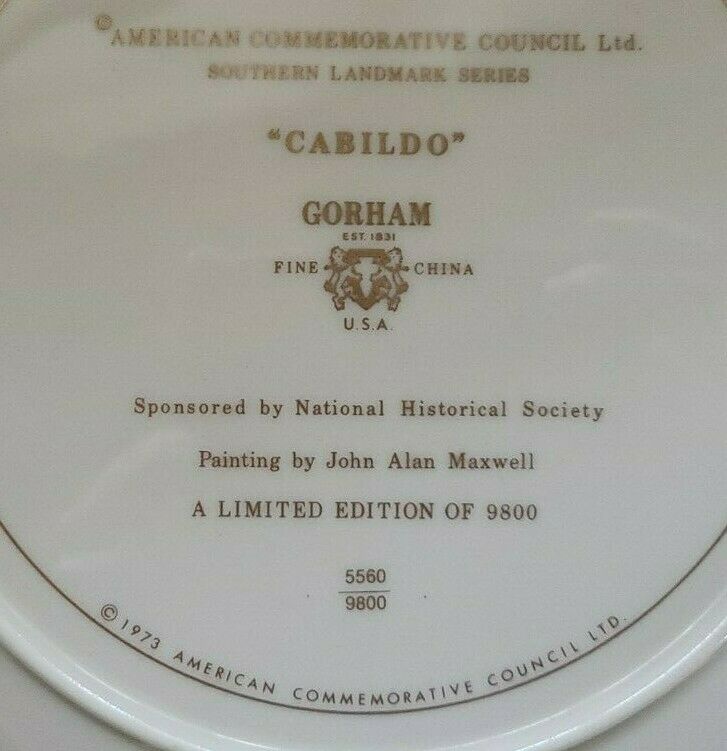 © AMERICAN COMMEMORATIVE COUNCIL Ltd.
SOUTHERN LANDMARK SERIES
“CABILDO”
GORHAM
EST. 1831
FINE CHINA
U.S.A.
Sponsored by National Historical Society
Painting by John Alan Maxwell
A LIMITED EDITION OF 9800
5560
9800
© 1973 AMERICAN COMMEMORATIVE COUNCIL LTD.